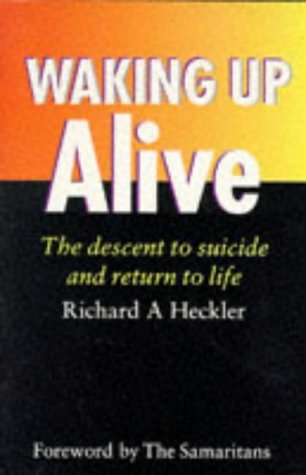 WAKING UP
Alive
The descent to suicide
and return to life
Richard A Heckler
Foreword by The Samaritans